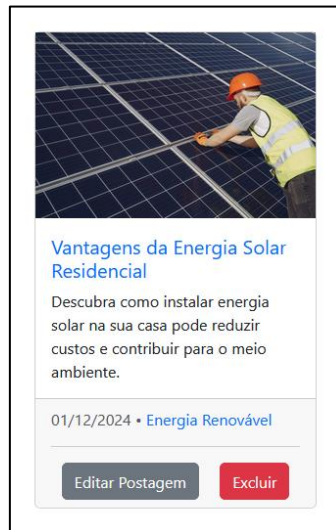 Vantagens da Energia Solar
Residencial
Descubra como instalar energia
solar na sua casa pode reduzir
custos e contribuir para o meio
ambiente.
01/12/2024 • Energia Renovável
Editar Postagem Excluir